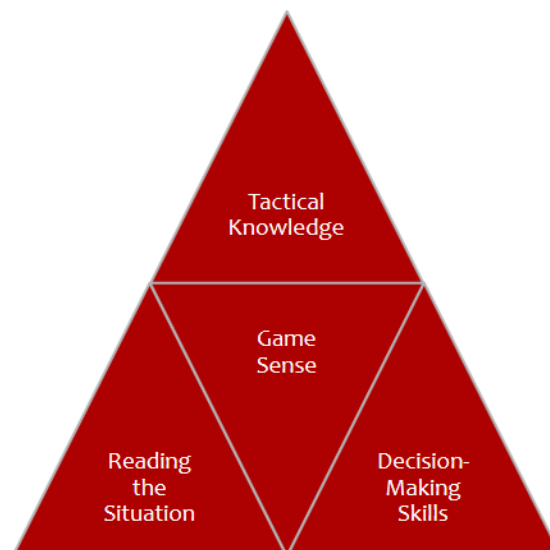 Tactical
Knowledge
Game
Sense
Reading
the
Situation
Decision-
Making
Skills